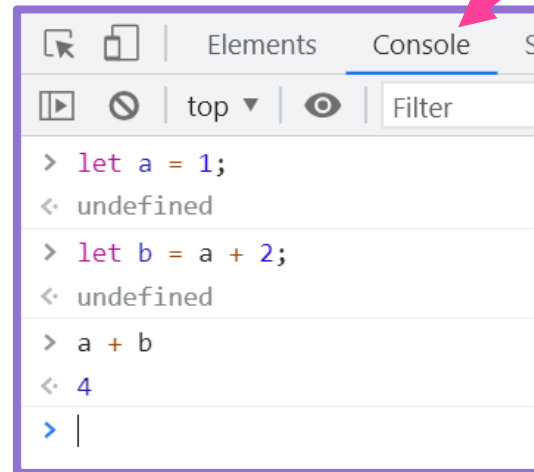 Elements Console S
top ▼ Filter
> let a = 1;
<· undefined
> let b = a + 2;
<· undefined
> a + b
<· 4
>